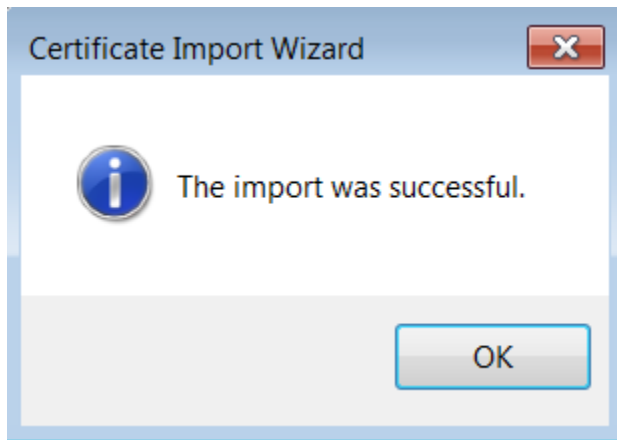 Certificate Import Wizard
The import was successful.
OK